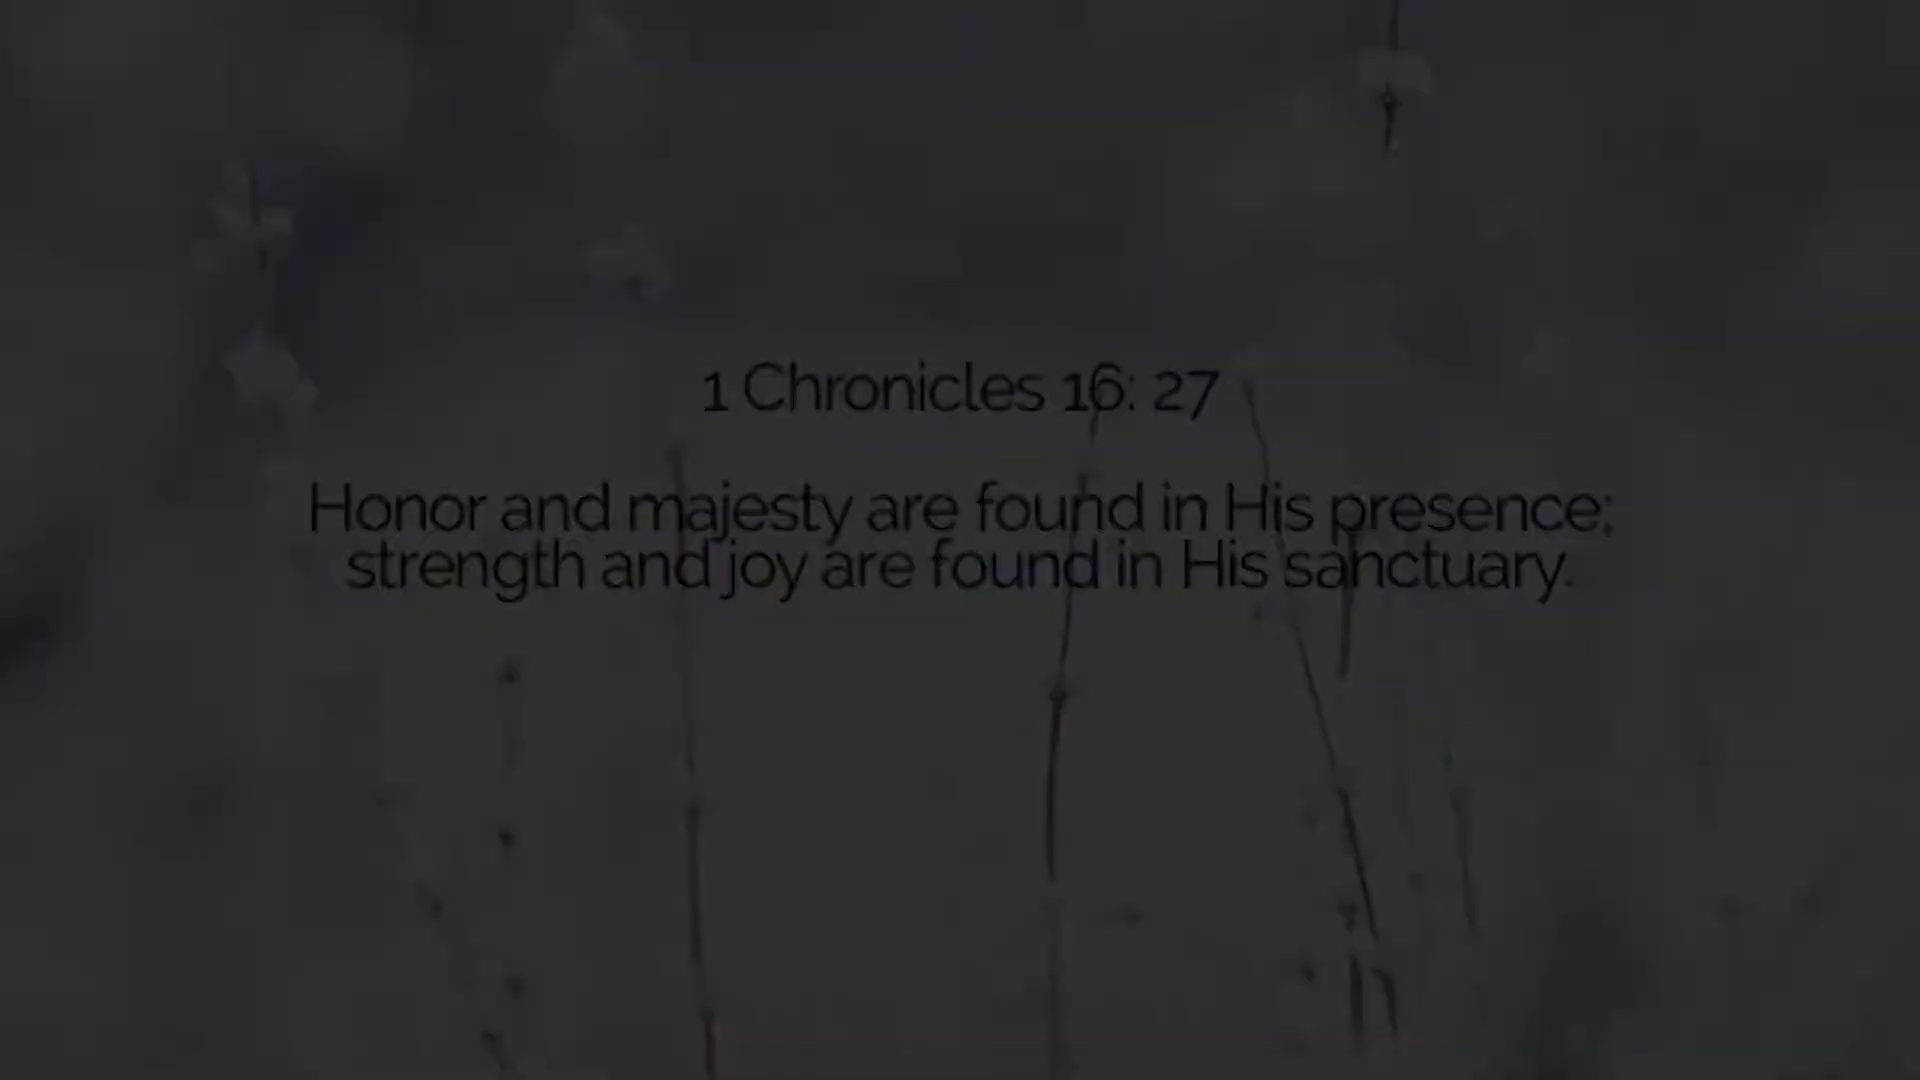 1 Chronicles 16: 27
Honor and majesty are found in His presence;
strength and joy are found in His sanctuary.